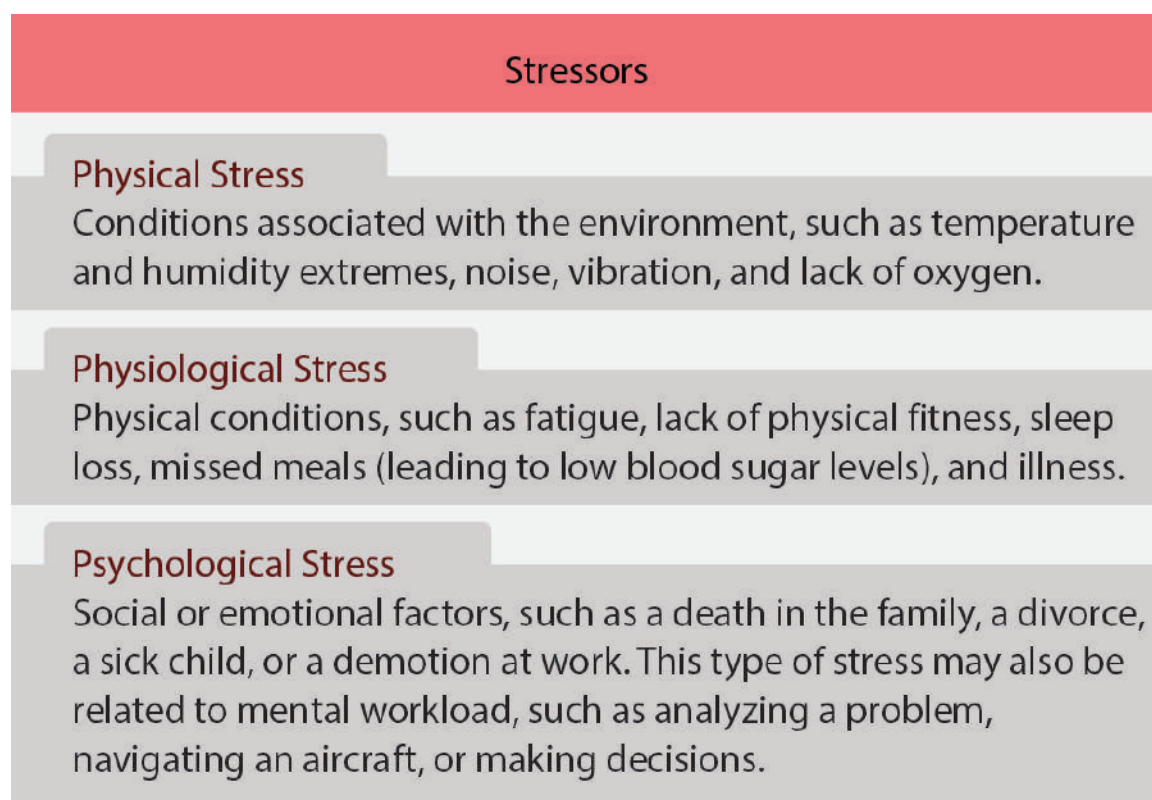 Stressors
Physical Stress
Conditions associated with the environment, such as temperature
and humidity extremes, noise, vibration, and lack of oxygen.
Physiological Stress
Physical conditions, such as fatigue, lack of physical fitness, sleep
loss, missed meals (leading to low blood sugar levels), and illness.
Psychological Stress
Social or emotional factors, such as a death in the family, a divorce,
a sick child, or a demotion at work. This type of stress may also be
related to mental workload, such as analyzing a problem,
navigating an aircraft, or making decisions.